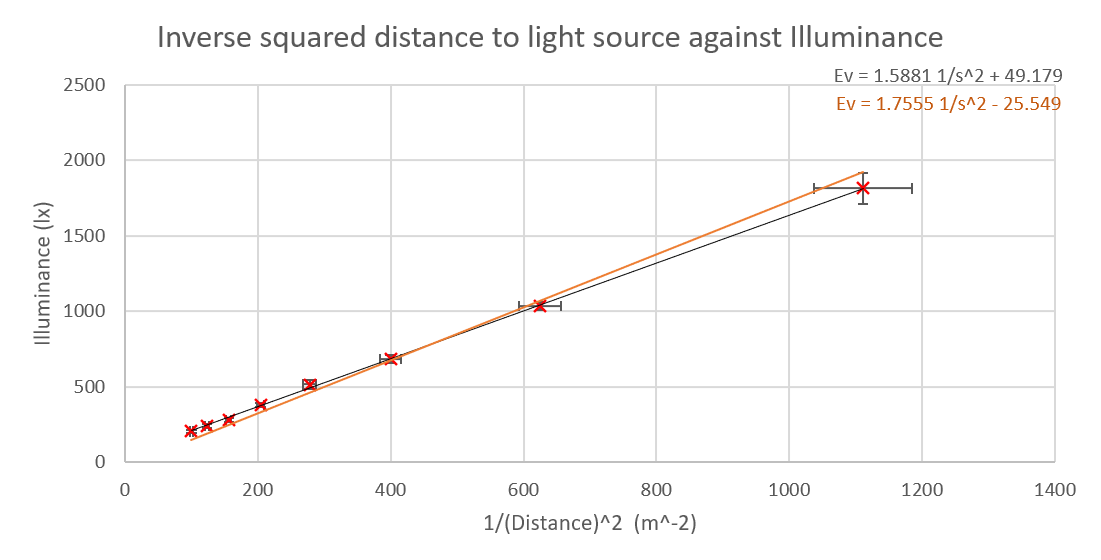 Inverse squared distance to light source against Illuminance
Ev = 1.5881 1/s^2 + 49.179
Ev = 1.7555 1/s^2 - 25.549
2500
2000
1500
1000
500
0
Illuminance (lx)
0 200 400 600 800 1000 1200 1400
1/(Distance)^2 (m^-2)